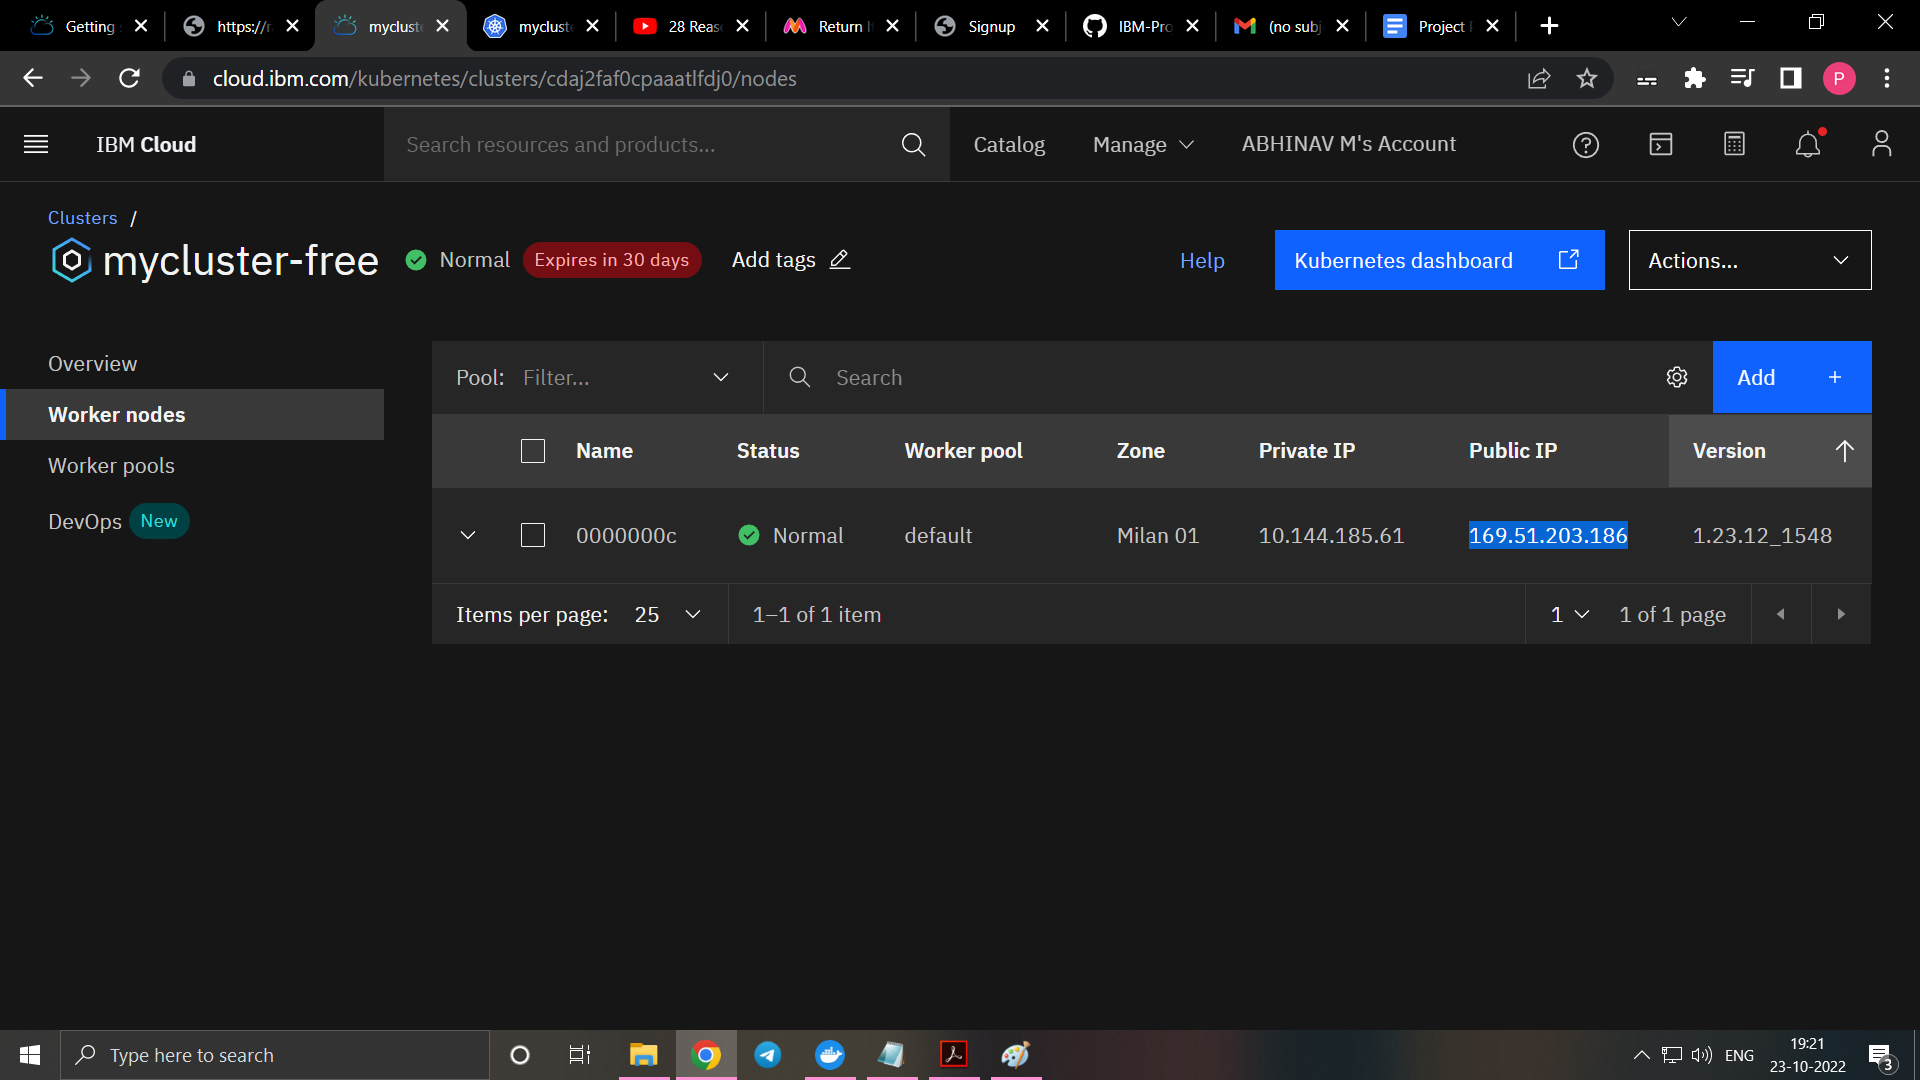 Getting
https://r
mycluste
mycluste
28 Reas
Return I
Signup
IBM-Pro
(no subj
Project
cloud.ibm.com/kubernetes/clusters/cdaj2faf0cpaaatlfdj0/nodes
P
IBM Cloud
Search resources and products...
Catalog
Manage
ABHINAV M's Account
Clusters /
mycluster-free
Normal
Expires in 30 days
Add tags
Help
Kubernetes dashboard
Actions...
Overview
Worker nodes
Worker pools
DevOps New
Pool: Filter...
Search
Add +
Name Status Worker pool Zone Private IP Public IP Version
0000000c Normal default Milan 01 10.144.185.61 169.51.203.186 1.23.12_1548
Items per page: 25 1–1 of 1 item 1 1 of 1 page
Type here to search
ENG
19:21
23-10-2022
3